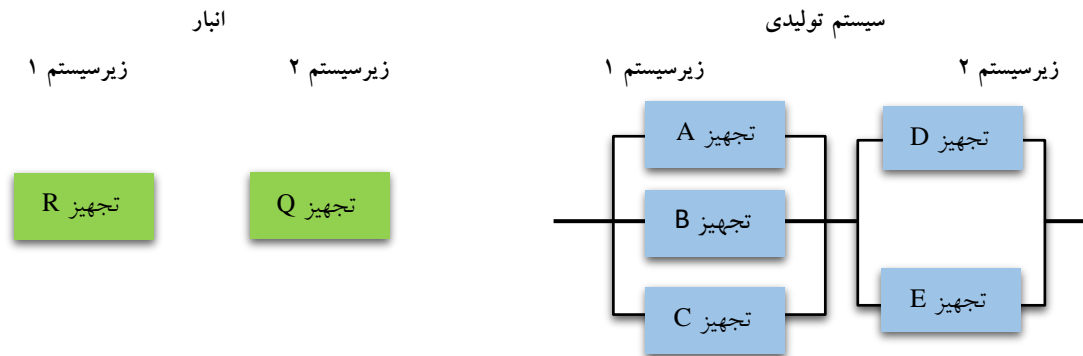 سیستم تولیدی
انبار
زیرسیستم ۲
زیرسیستم ۱
زیرسیستم ۲
زیرسیستم ۱
تجهیز A
تجهیز D
تجهیز B
تجهیز Q
تجهیز R
تجهیز C
تجهیز E